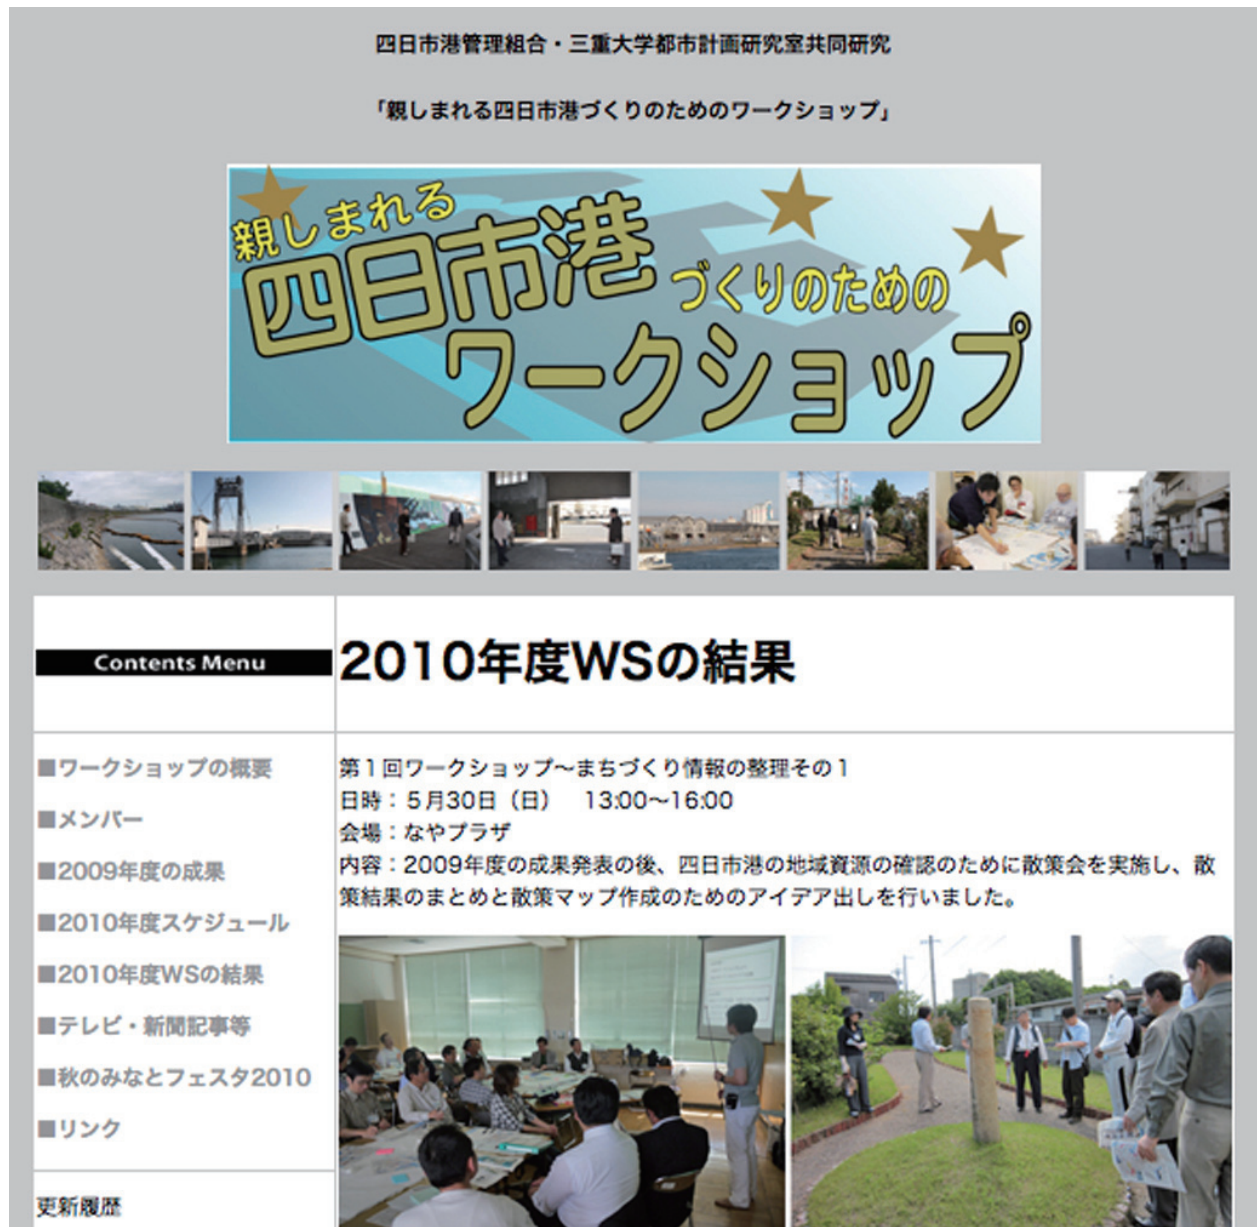 四日市港管理組合・三重大学都市計画研究室共同研究
「親しまれる四日市港づくりのためのワークショップ」
親しまれる
四日市港づくりのための
ワークショップ
Contents Menu
■ワークショップの概要
■メンバー
■2009年度の成果
■2010年度スケジュール
■2010年度WSの結果
■テレビ・新聞記事等
■秋のみなとフェスタ2010
■リンク
更新履歴
2010年度WSの結果
第１回ワークショップ～まちづくり情報の整理その１
日時：５月30日（日）　13:00～16:00
会場：なやプラザ
内容：2009年度の成果発表の後、四日市港の地域資源の確認のために散策会を実施し、散
策結果のまとめと散策マップ作成のためのアイデア出しを行いました。